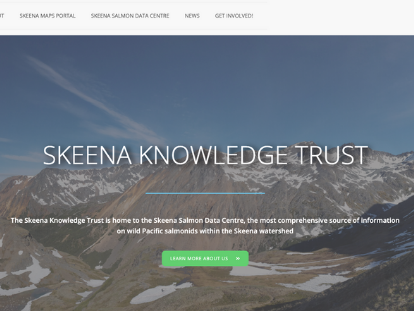 SKEENA MAPS PORTAL SKEENA SALMON DATA CENTRE NEWS GET INVOLVED!
SKEENA KNOWLEDGE TRUST
The Skeena Knowledge Trust is home to the Skeena Salmon Data Centre, the most comprehensive source of information
on wild Pacific salmonids within the Skeena watershed
LEARN MORE ABOUT US »